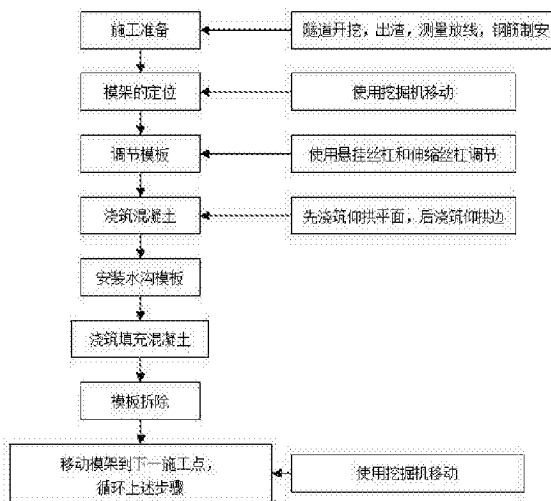 施工准备
隧道开挖，出渣，测量放线，钢筋制安
模架的定位
使用挖掘机移动
调节模板
使用悬挂丝杠和伸缩丝杠调节
浇筑混凝土
先浇筑仰拱平面，后浇筑仰拱边
安装水沟模板
浇筑填充混凝土
模板拆除
移动模架到下一施工点，
循环上述步骤
使用挖掘机移动